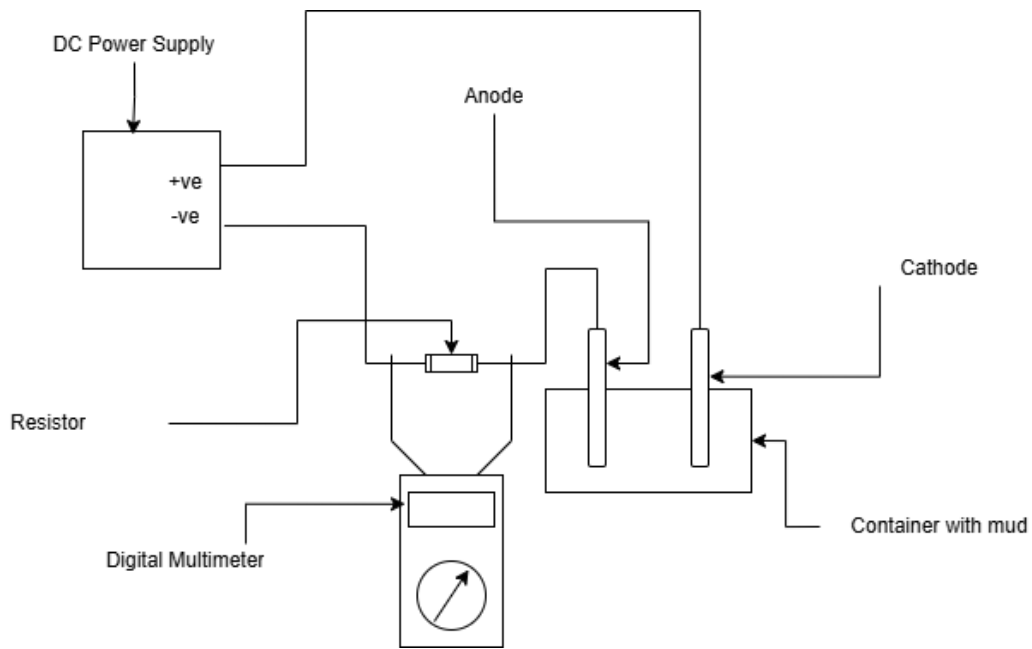 DC Power Supply
Anode
+ve
-ve
Cathode
Resistor
Container with mud
Digital Multimeter